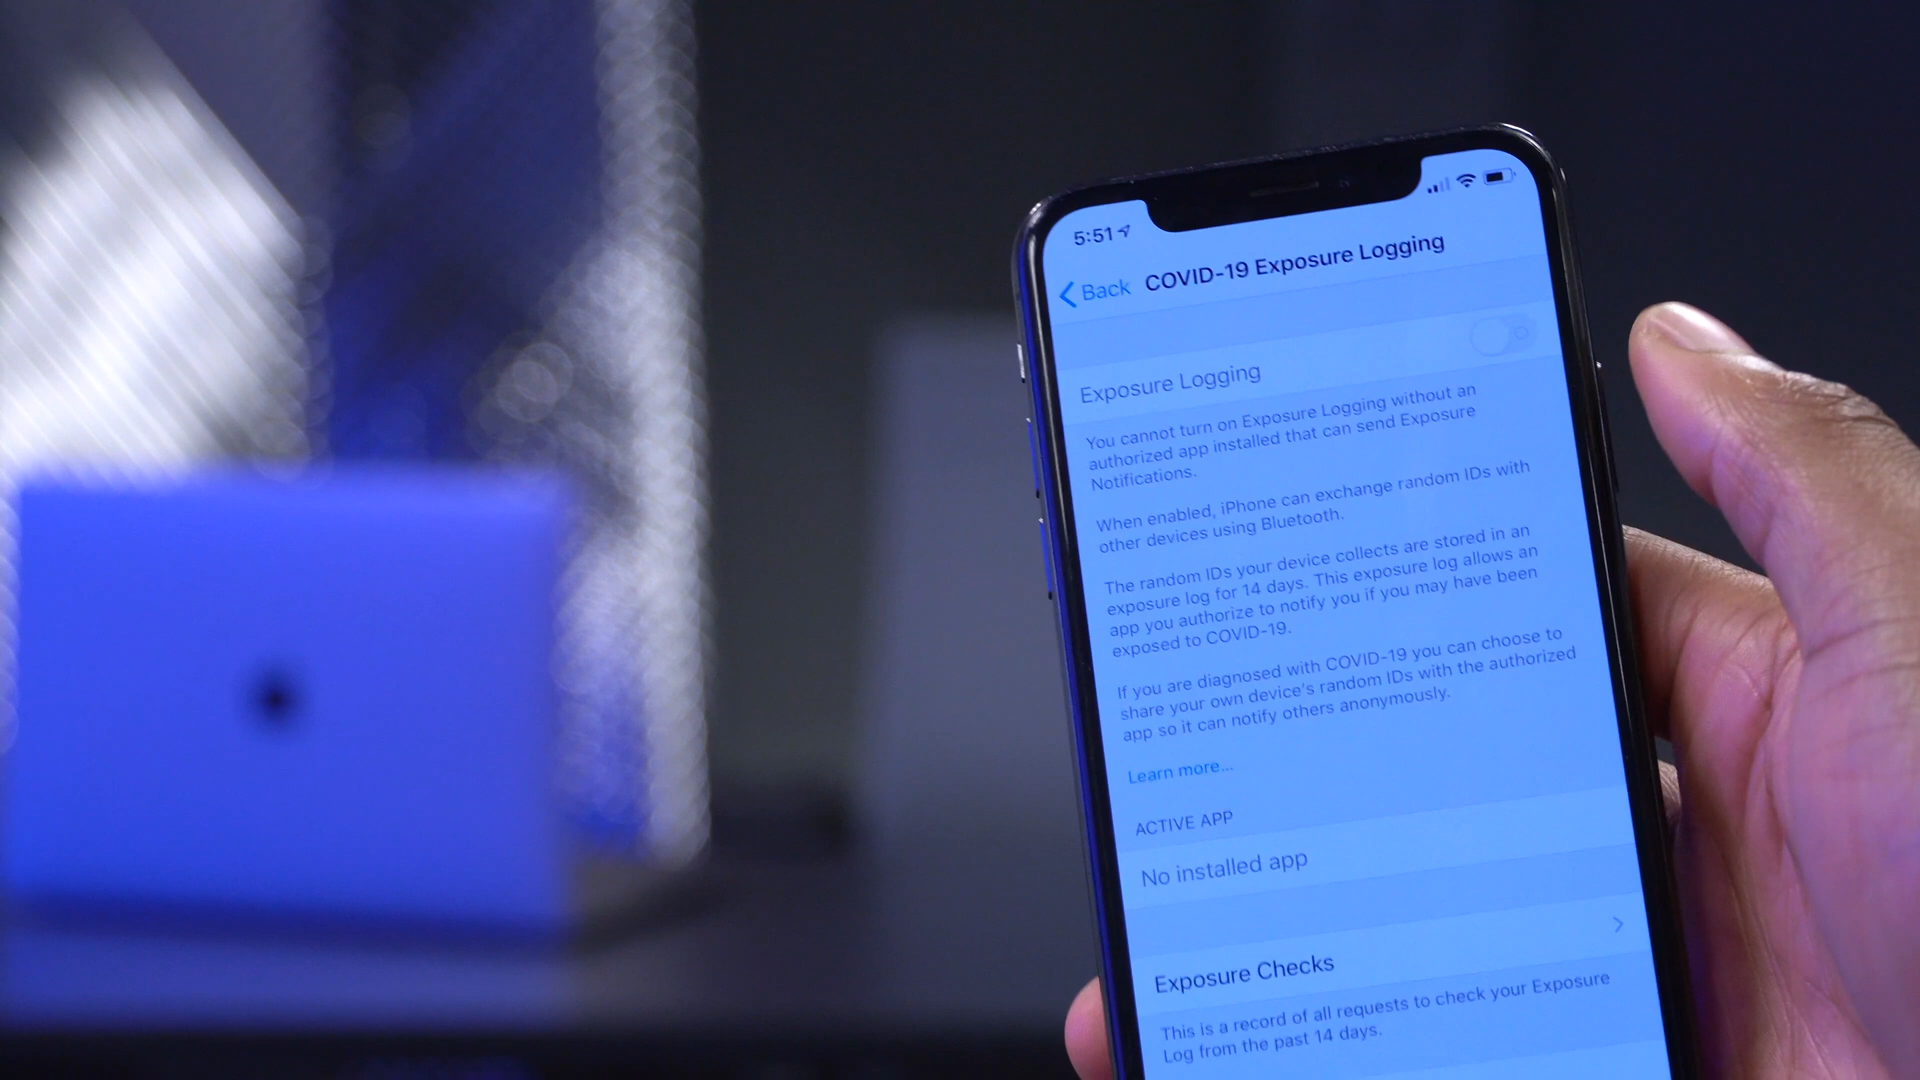 5:51
Back COVID-19 Exposure Logging
Exposure Logging
You cannot turn on Exposure Logging without an
authorized app installed that can send Exposure
Notifications.
When enabled, iPhone can exchange random IDs with
other devices using Bluetooth.
The random IDs your device collects are stored in an
exposure log for 14 days. This exposure log allows an
app you authorize to notify you if you may have been
exposed to COVID-19.
If you are diagnosed with COVID-19 you can choose to
share your own device's random IDs with the authorized
app so it can notify others anonymously.
Learn more...
ACTIVE APP
No installed app
Exposure Checks
This is a record of all requests to check your Exposure
Log from the past 14 days.